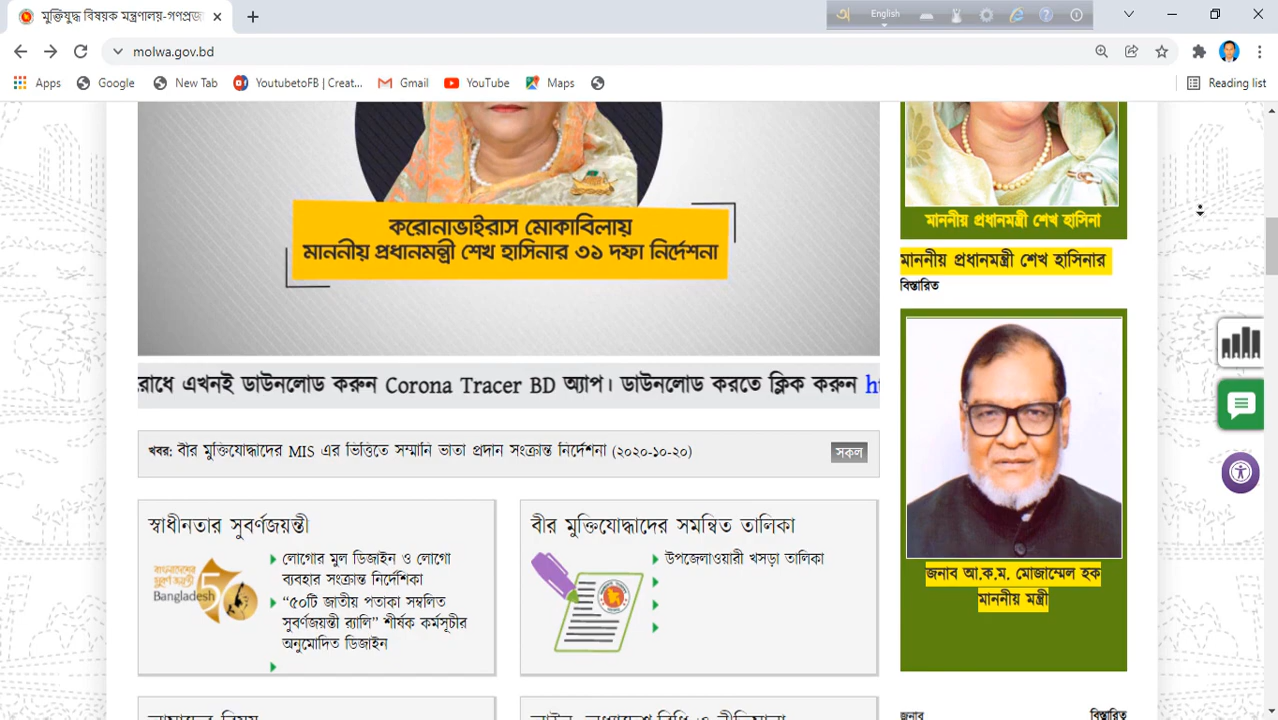 মুক্তিযুদ্ধ বিষয়ক মন্ত্রণালয়-গণপ্রজ
English
molwa.gov.bd
Apps
Google
New Tab
YoutubetoFB | Creat...
Gmail
YouTube
Maps
Reading list
করোনাভাইরাস মোকাবিলায়
মাননীয় প্রধানমন্ত্রী শেখ হাসিনার ৩১ দফা নির্দেশনা
মাননীয় প্রধানমন্ত্রী শেখ হাসিনা
মাননীয় প্রধানমন্ত্রী শেখ হাসিনার
বিস্তারিত
রোধে এখনই ডাউনলোড করুন Corona Tracer BD অ্যাপ। ডাউনলোড করতে ক্লিক করুন
খবর: বীর মুক্তিযোদ্ধাদের MIS এর ভিত্তিতে সম্মানি ভাতা প্রদান সংক্রান্ত নির্দেশনা (২০২০-১০-২০)
সকল
স্বাধীনতার সুবর্ণজয়ন্তী
Bangladesh
লোগোর মুল ডিজাইন ও লোগো
ব্যবহার সংক্রান্ত নির্দেশিকা
“৫০টি জাতীয় পতাকা সম্বলিত
সুবর্ণজয়ন্তী র‌্যালি” শীর্ষক কর্মসূচীর
অনুমোদিত ডিজাইন
বীর মুক্তিযোদ্ধাদের সমন্বিত তালিকা
উপজেলাওয়ারী খসড়া তালিকা
জনাব আ.ক.ম. মোজাম্মেল হক
মাননীয় মন্ত্রী
জনাব
বিস্তারিত